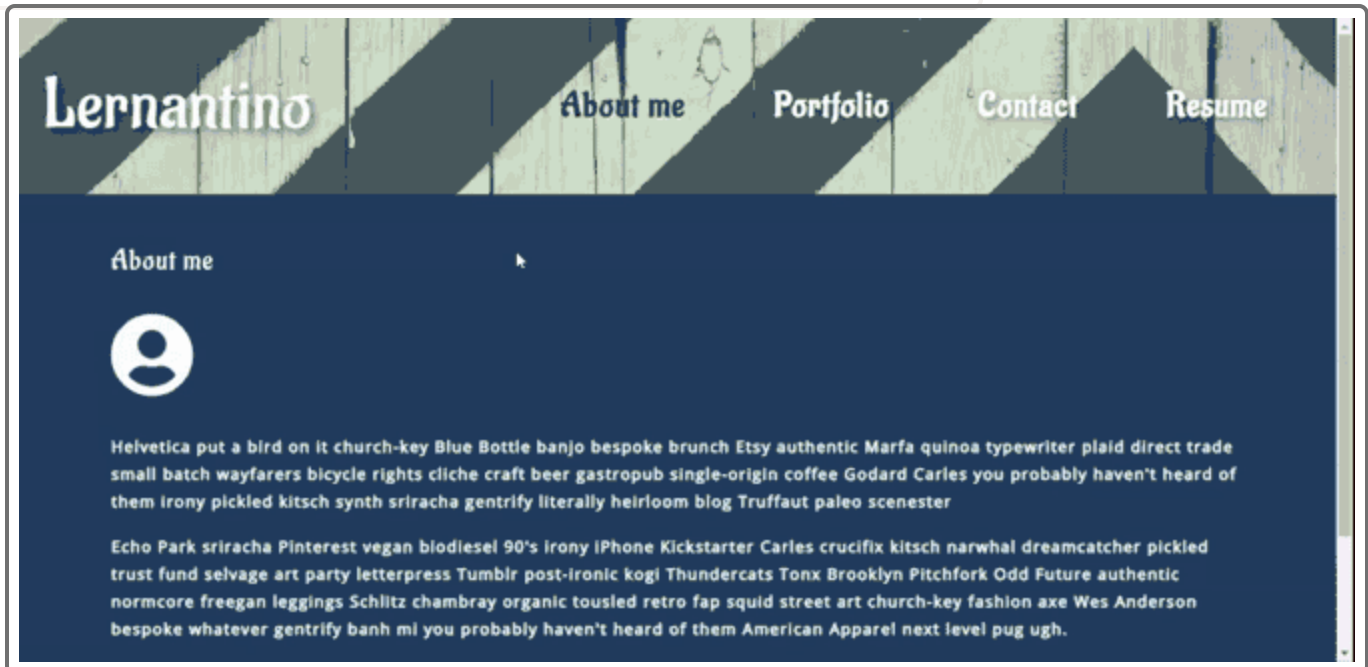 Lernantino
About me Portfolio Contact Resume
About me
Helvetica put a bird on it church-key Blue Bottle banjo bespoke brunch Etsy authentic Marfa quinoa typewriter plaid direct trade
small batch wayfarers bicycle rights cliche craft beer gastropub single-origin coffee Godard Carles you probably haven't heard of
them irony pickled kitsch synth sriracha gentrify literally heirloom blog Truffaut paleo scenester
Echo Park sriracha Pinterest vegan biodiesel 90's irony iPhone Kickstarter Carles crucifix kitsch narwhal dreamcatcher pickled
trust fund selvage art party letterpress Tumblr post-ironic kogi Thundercats Tonx Brooklyn Pitchfork Odd Future authentic
normcore freegan leggings Schlitz chambray organic tousled retro fap squid street art church-key fashion axe Wes Anderson
bespoke whatever gentrify banh mi you probably haven't heard of them American Apparel next level pug ugh.